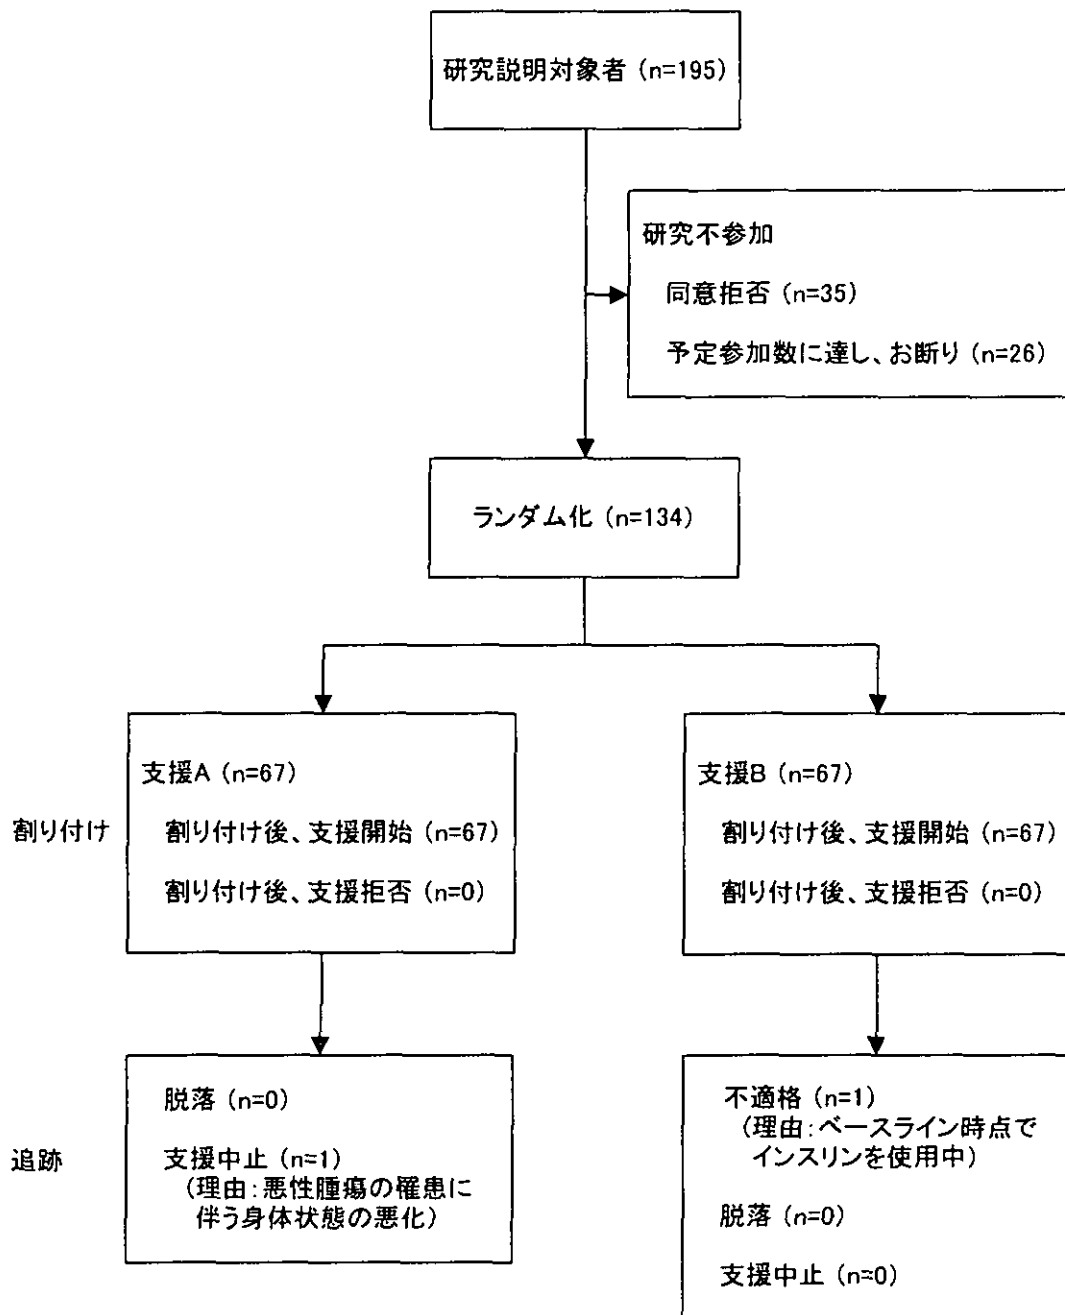 研究説明対象者 (n=195)
研究不参加
同意拒否 (n=35)
予定参加数に達し、お断り (n=26)
ランダム化 (n=134)
割り付け
支援A (n=67)
割り付け後、支援開始 (n=67)
割り付け後、支援拒否 (n=0)
支援B (n=67)
割り付け後、支援開始 (n=67)
割り付け後、支援拒否 (n=0)
追跡
脱落 (n=0)
支援中止 (n=1)
(理由:悪性腫瘍の罹患に
伴う身体状態の悪化)
不適格 (n=1)
(理由:ベースライン時点で
インスリンを使用中)
脱落 (n=0)
支援中止 (n=0)